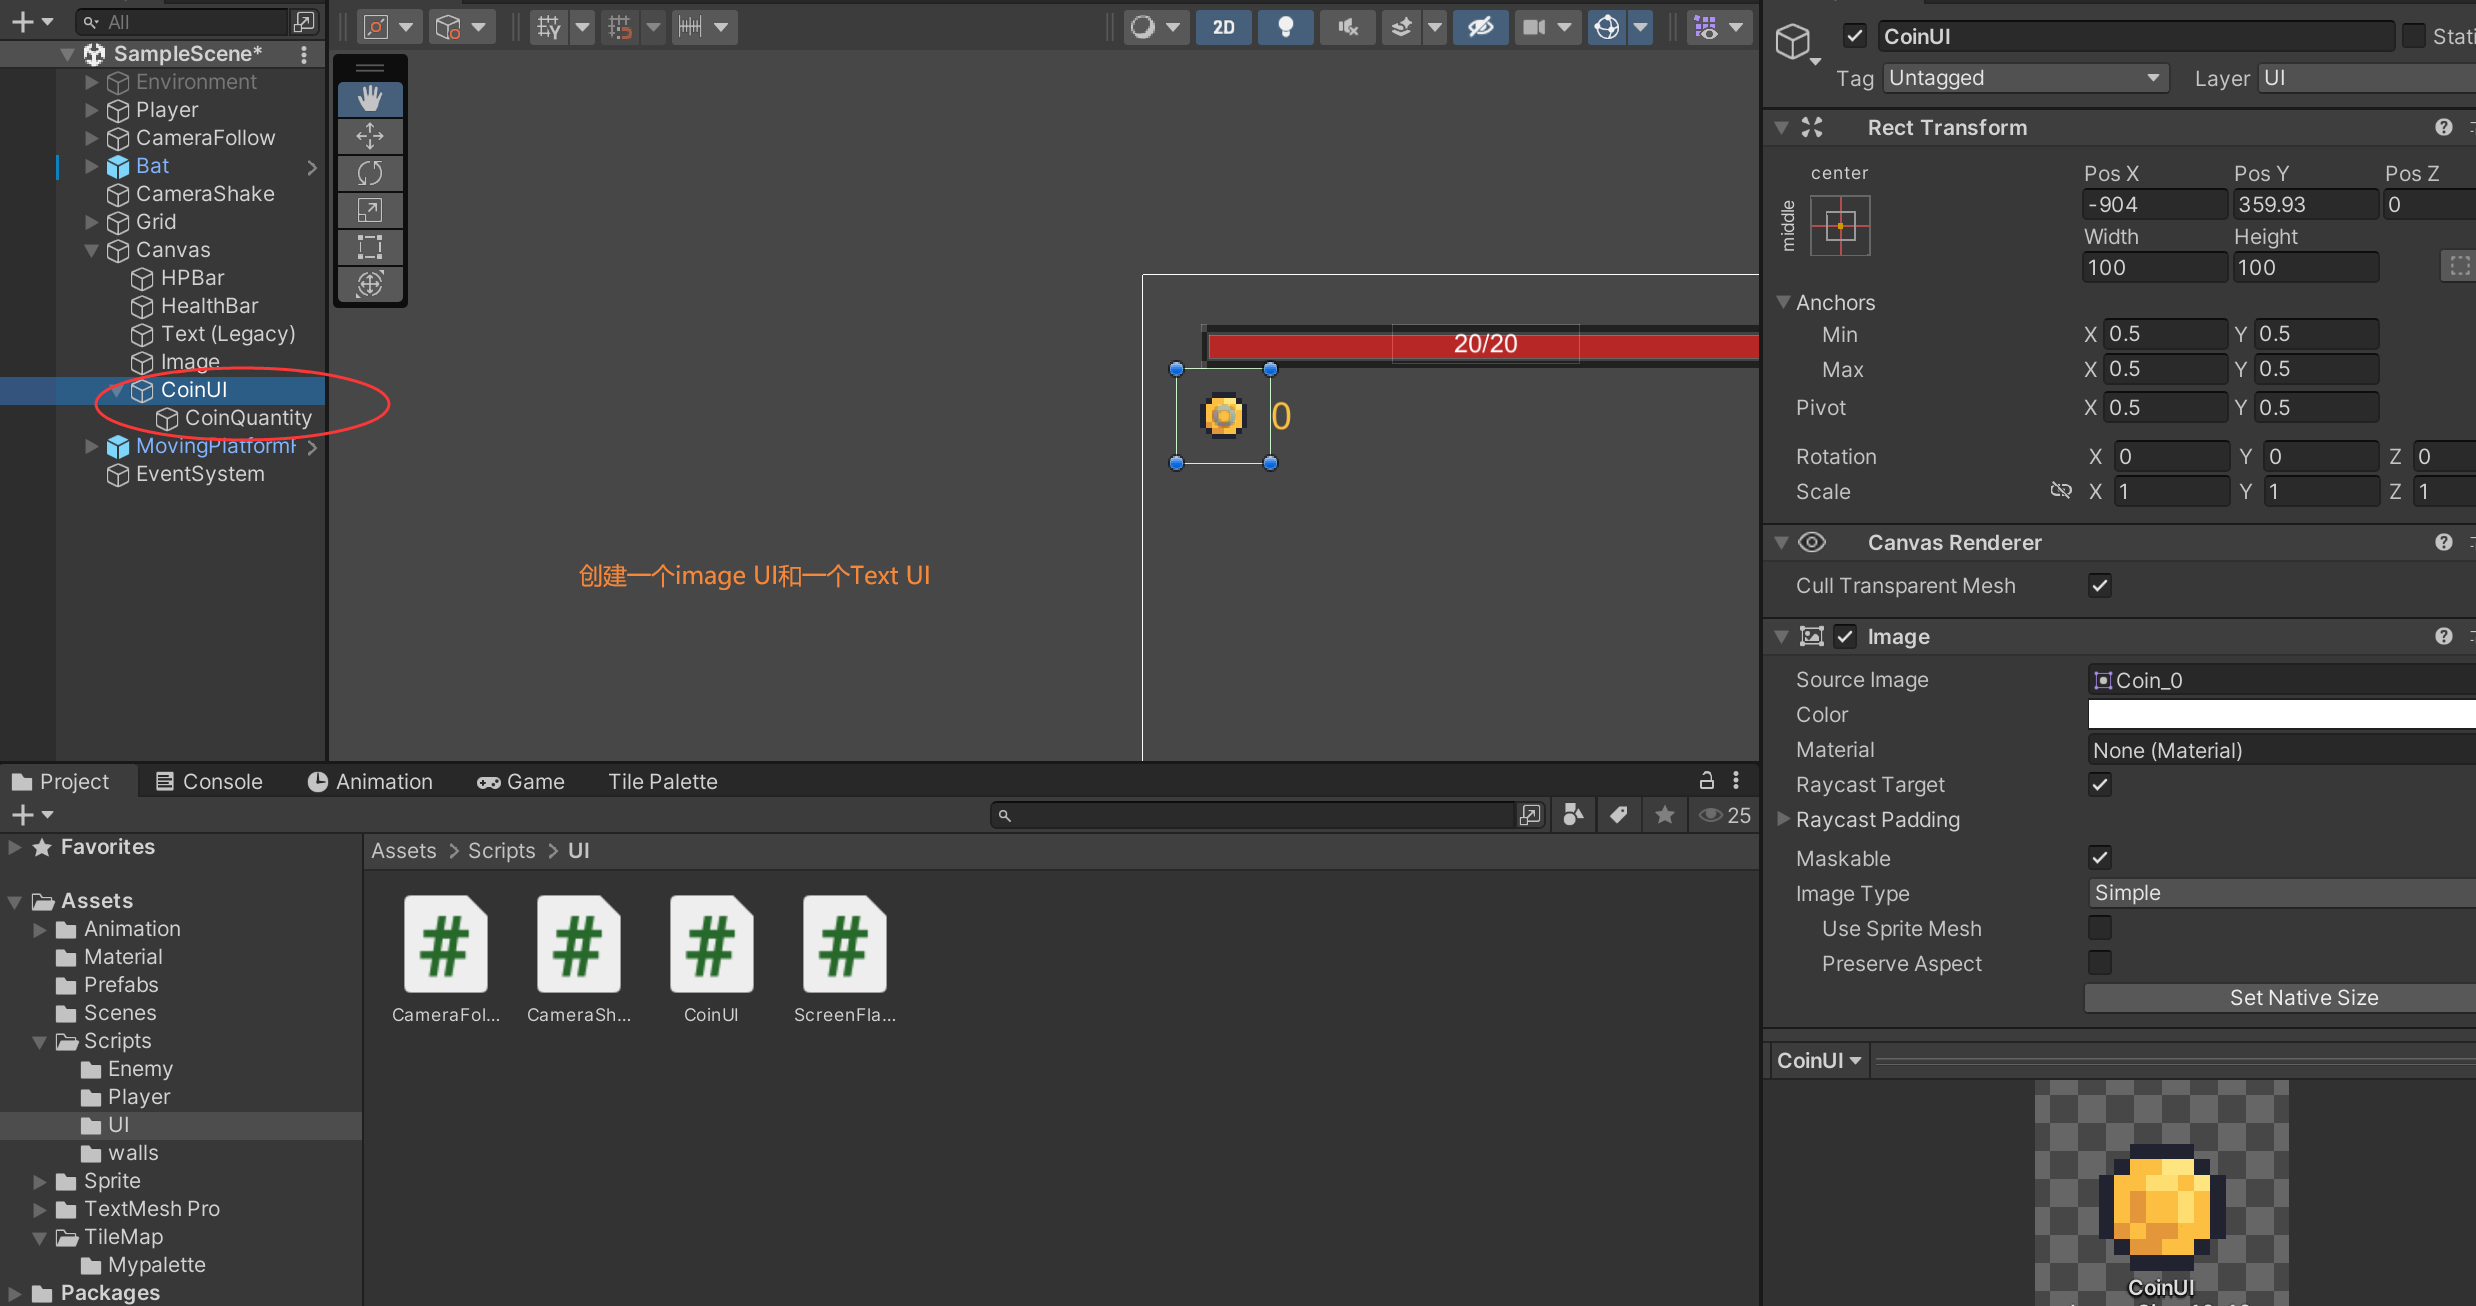 All
SampleScene*
Environment
Player
CameraFollow
Bat
CameraShake
Grid
Canvas
HPBar
HealthBar
Text (Legacy)
Image
CoinUI
CoinQuantity
MovingPlatform
EventSystem
2D
20/20
0
创建一个image UI和一个Text UI
CoinUI
Tag Untagged Layer UI
Rect Transform
center
middle
Pos X Pos Y Pos Z
-904 359.93 0
Width Height
100 100
Anchors
Min X 0.5 Y 0.5
Max X 0.5 Y 0.5
Pivot X 0.5 Y 0.5
Rotation X 0 Y 0 Z 0
Scale X 1 Y 1 Z 1
Canvas Renderer
Cull Transparent Mesh
Image
Source Image Coin_0
Color
Material None (Material)
Raycast Target
Raycast Padding
Maskable
Image Type Simple
Use Sprite Mesh
Preserve Aspect
Set Native Size
CoinUI
CoinUI
Project Console Animation Game Tile Palette
25
Favorites
Assets
Animation
Material
Prefabs
Scenes
Scripts
Enemy
Player
UI
walls
Sprite
TextMesh Pro
TileMap
Mypalette
Packages
Assets > Scripts > UI
CameraFol...
CameraSh...
CoinUI
ScreenFla...